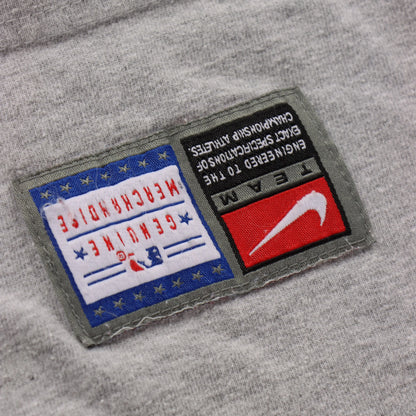 GENUINE
MERCHANDISE
TEAM
ENGINEERED TO THE
EXACT SPECIFICATIONS OF
CHAMPIONSHIP ATHLETES.